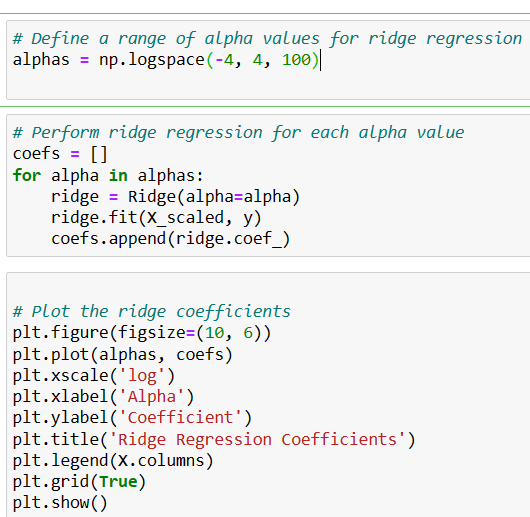 # Define a range of alpha values for ridge regression
alphas = np.logspace(-4, 4, 100)
# Perform ridge regression for each alpha value
coefs = []
for alpha in alphas:
    ridge = Ridge(alpha=alpha)
    ridge.fit(X_scaled, y)
    coefs.append(ridge.coef_)
# Plot the ridge coefficients
plt.figure(figsize=(10, 6))
plt.plot(alphas, coefs)
plt.xscale('log')
plt.xlabel('Alpha')
plt.ylabel('Coefficient')
plt.title('Ridge Regression Coefficients')
plt.legend(X.columns)
plt.grid(True)
plt.show()